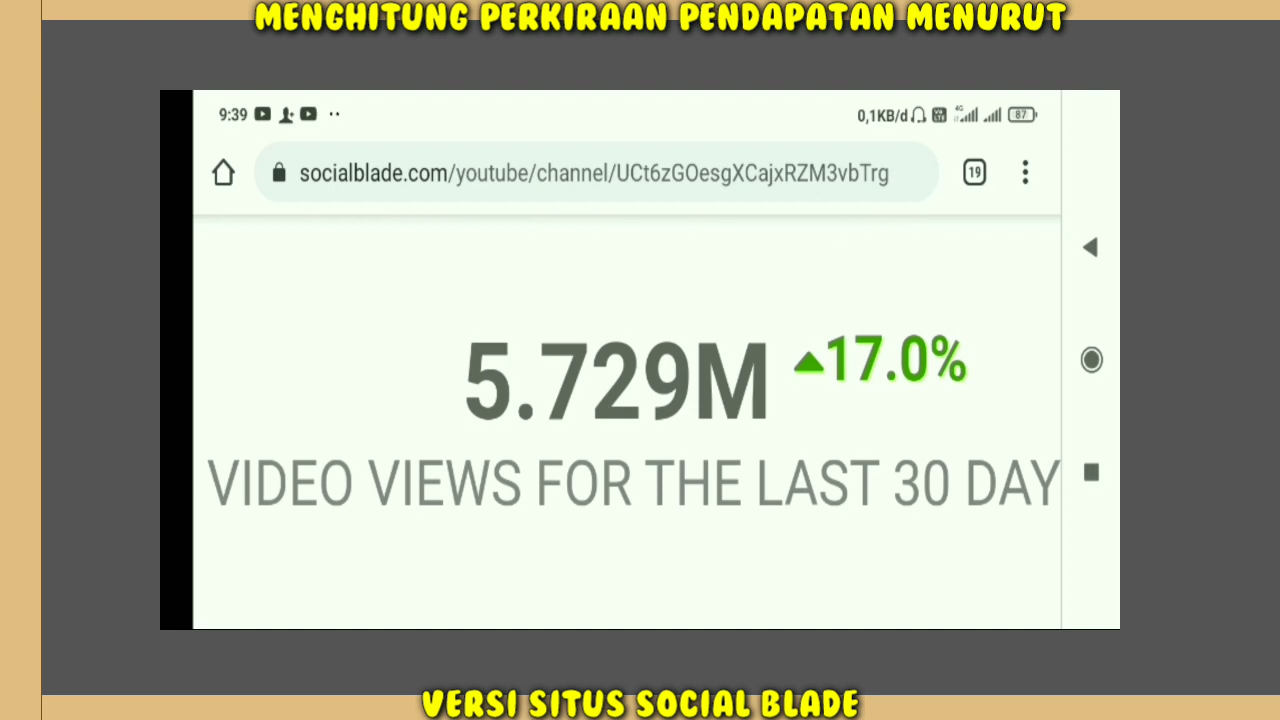 MENGHITUNG PERKIRAAN PENDAPATAN MENURUT
9:39 0,1KB/d 4G 87
socialblade.com/youtube/channel/UCt6zGOesgXCajxRZM3vbTrg 19
5.729M 17.0%
VIDEO VIEWS FOR THE LAST 30 DAY
VERSI SITUS SOCIAL BLADE